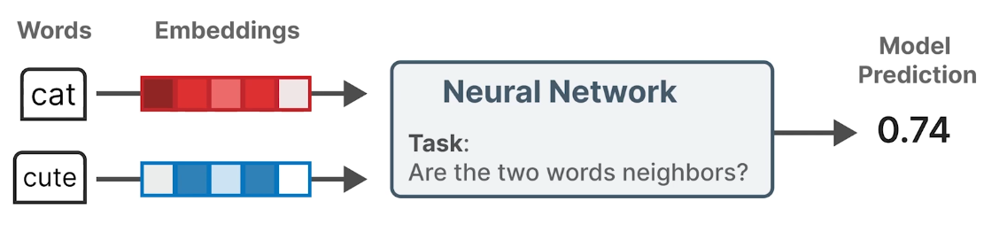 Words
Embeddings
Model
Prediction
cat
cute
Neural Network
Task:
Are the two words neighbors?
0.74